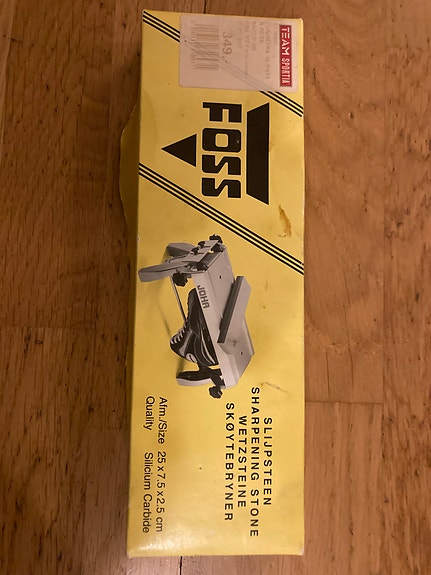 TEAM SPORTIA
349.-
FOSS
JOHA
SLIJPSTEEN
SHARPENING STONE
WETZSTEINE
SKØYTEBRYNER
Afm./Size 25 x 7.5 x 2.5 cm
Quality Silicium Carbide